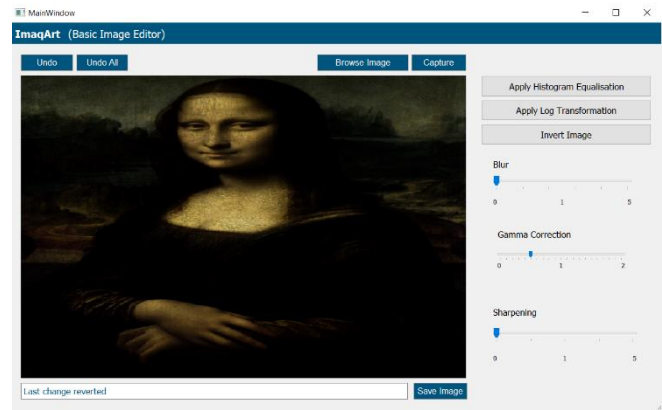 MainWindow
ImaqArt (Basic Image Editor)
Undo Undo All Browse Image Capture
Apply Histogram Equalisation
Apply Log Transformation
Invert Image
Blur
0 1 5
Gamma Correction
0 1 2
Sharpening
0 1 5
Last change reverted Save Image